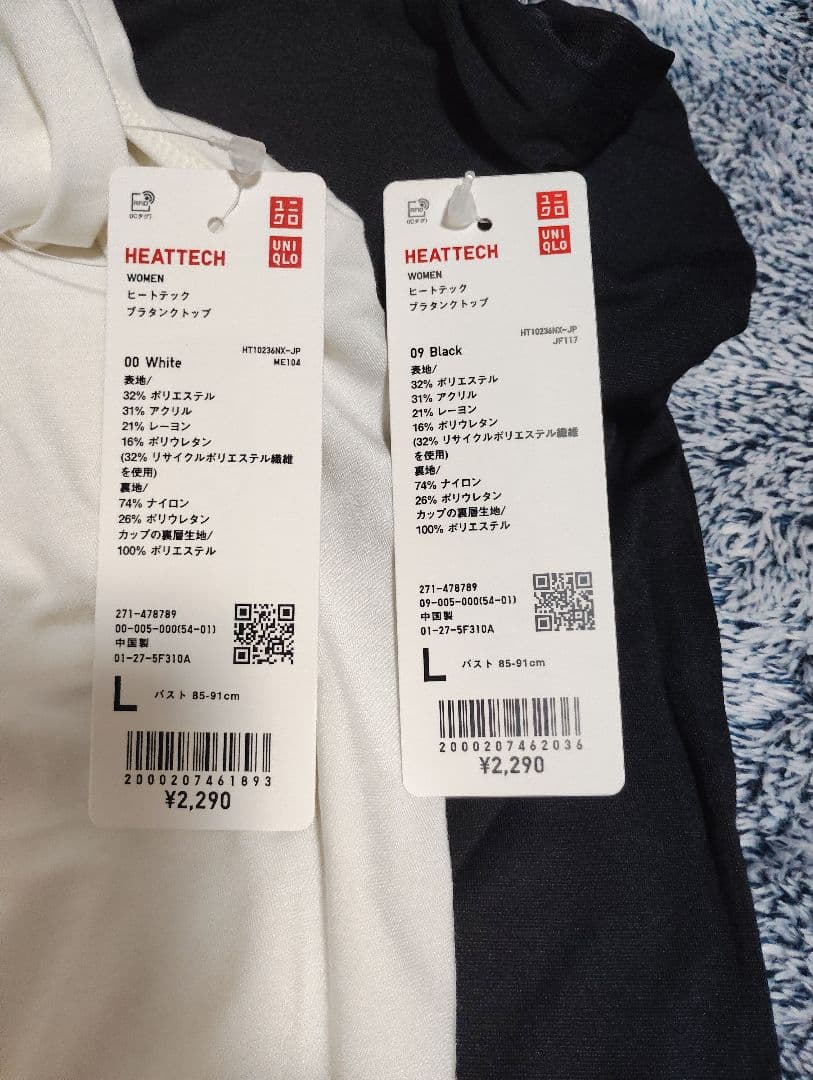 RFID
(ICタグ)
ユニ
クロ
UNI
QLO
HEATTECH
WOMEN
ヒートテック
ブラタンクトップ
HT10236NX-JP
ME104
00 White
表地/
32% ポリエステル
31% アクリル
21% レーヨン
16% ポリウレタン
(32% リサイクルポリエステル繊維
を使用)
裏地/
74% ナイロン
26% ポリウレタン
カップの裏層生地/
100% ポリエステル
271-478789
00-005-000(54-01)
中国製
01-27-5F310A
L バスト 85-91cm
2000207461893
¥2,290
RFID
(ICタグ)
ユニ
クロ
UNI
QLO
HEATTECH
WOMEN
ヒートテック
ブラタンクトップ
HT10236NX-JP
JF117
09 Black
表地/
32% ポリエステル
31% アクリル
21% レーヨン
16% ポリウレタン
(32% リサイクルポリエステル繊維
を使用)
裏地/
74% ナイロン
26% ポリウレタン
カップの裏層生地/
100% ポリエステル
271-478789
09-005-000(54-01)
中国製
01-27-5F310A
L バスト 85-91cm
2000207462036
¥2,290